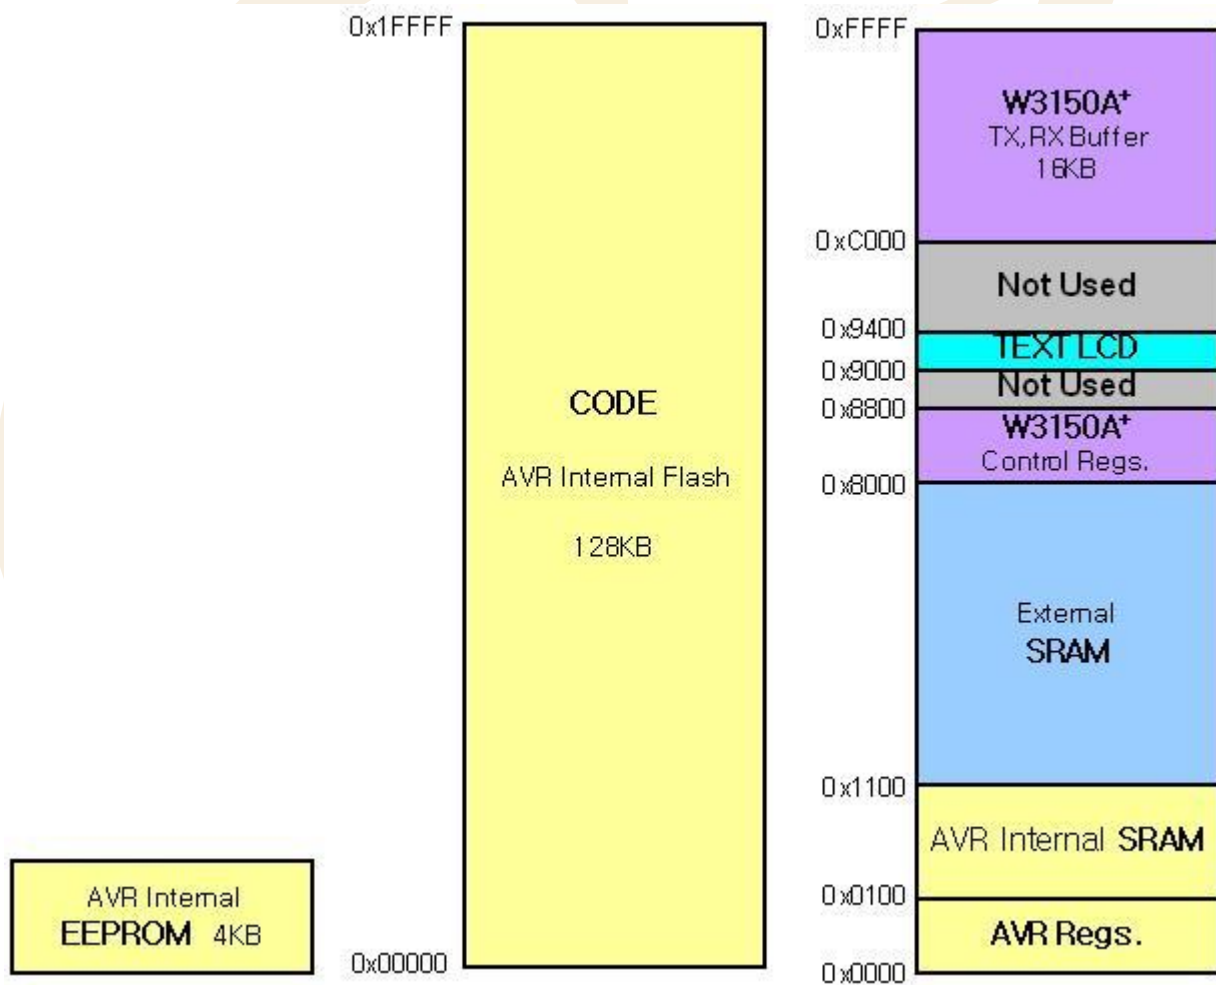 0x1FFFF
CODE
AVR Internal Flash
128KB
0x00000
AVR Internal
EEPROM 4KB
0xFFFF
W3150A+
TX,RX Buffer
16KB
0xC000
Not Used
0x9400
TEXT LCD
0x9000
Not Used
0x8800
W3150A+
Control Regs.
0x8000
External
SRAM
0x1100
AVR Internal SRAM
0x0100
AVR Regs.
0x0000